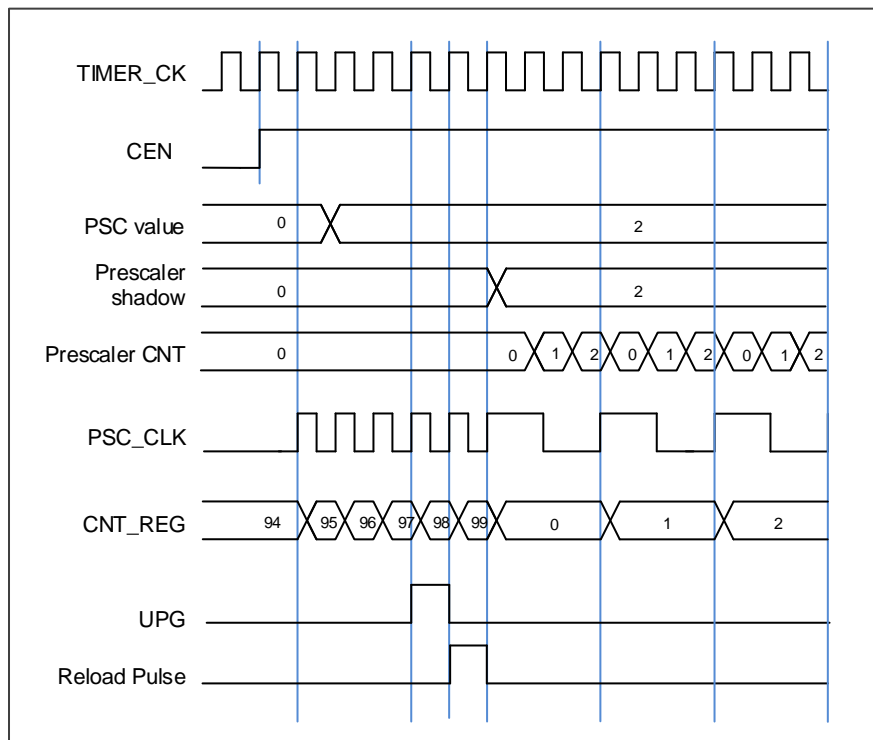 TIMER_CK
CEN
PSC value 0 2
Prescaler
shadow 0 2
Prescaler CNT 0 0 1 2 0 1 2 0 1 2
PSC_CLK
CNT_REG 94 95 96 97 98 99 0 1 2
UPG
Reload Pulse